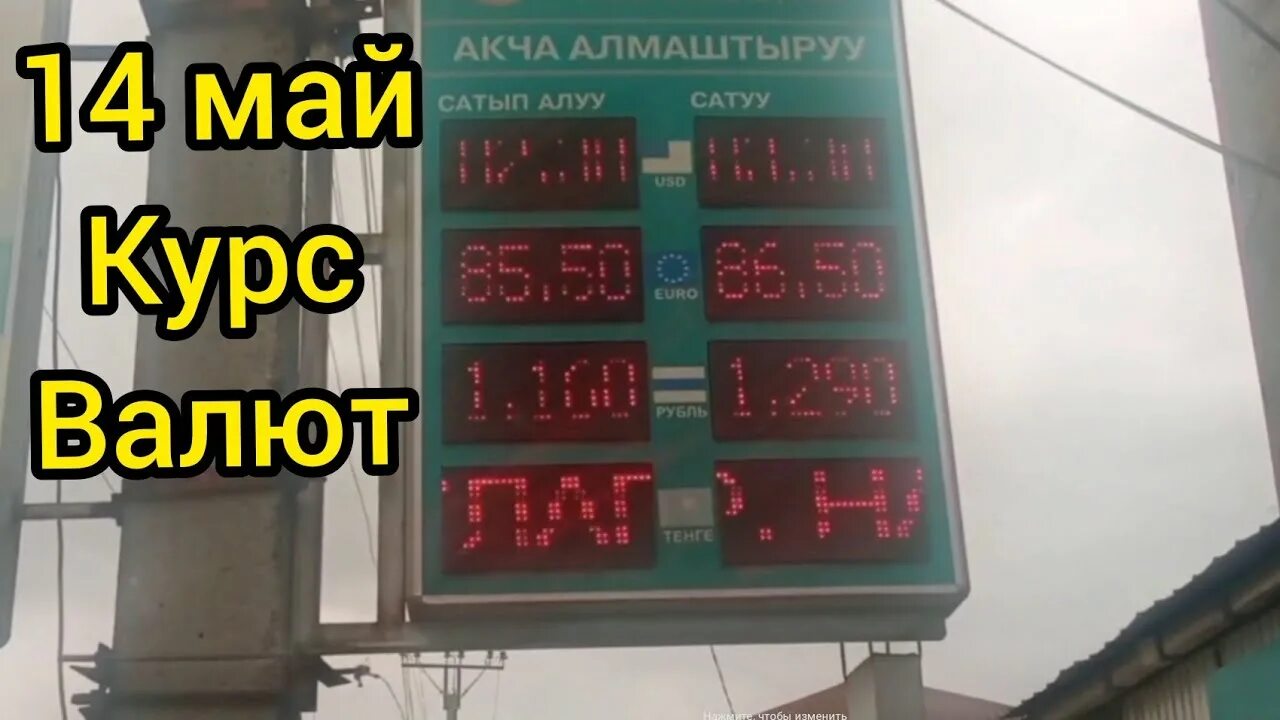 14 май
Курс
Валют
АКЧА АЛМАШТЫРУУ
САТЫП АЛУУ САТУУ
USD
85.50 EURO 86.50
1.160 РУБЛЬ 1.290
ТЕНГЕ
Нажмите, чтобы изменить